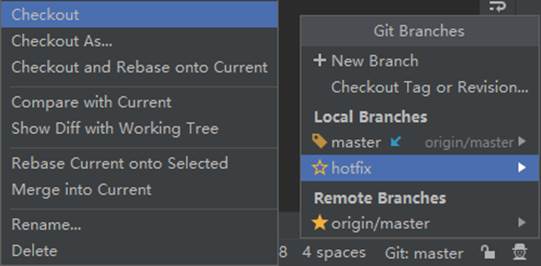 Checkout
Checkout As...
Checkout and Rebase onto Current
Compare with Current
Show Diff with Working Tree
Rebase Current onto Selected
Merge into Current
Rename...
Delete
Git Branches
New Branch
Checkout Tag or Revision...
Local Branches
master origin/master
hotfix
Remote Branches
origin/master
8 4 spaces Git: master